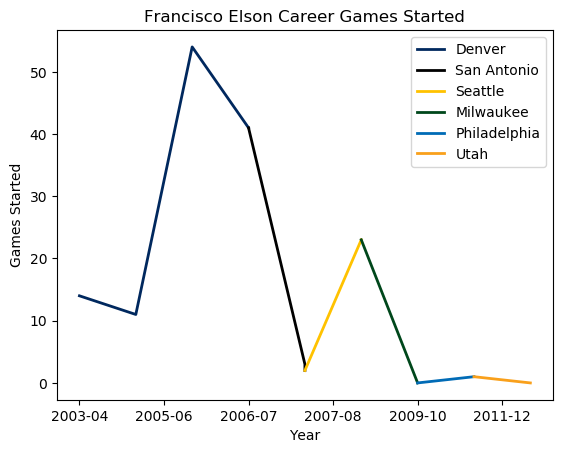 Francisco Elson Career Games Started
Denver
San Antonio
Seattle
Milwaukee
Philadelphia
Utah
Games Started
50
40
30
20
10
0
2003-04 2005-06 2006-07 2007-08 2009-10 2011-12
Year